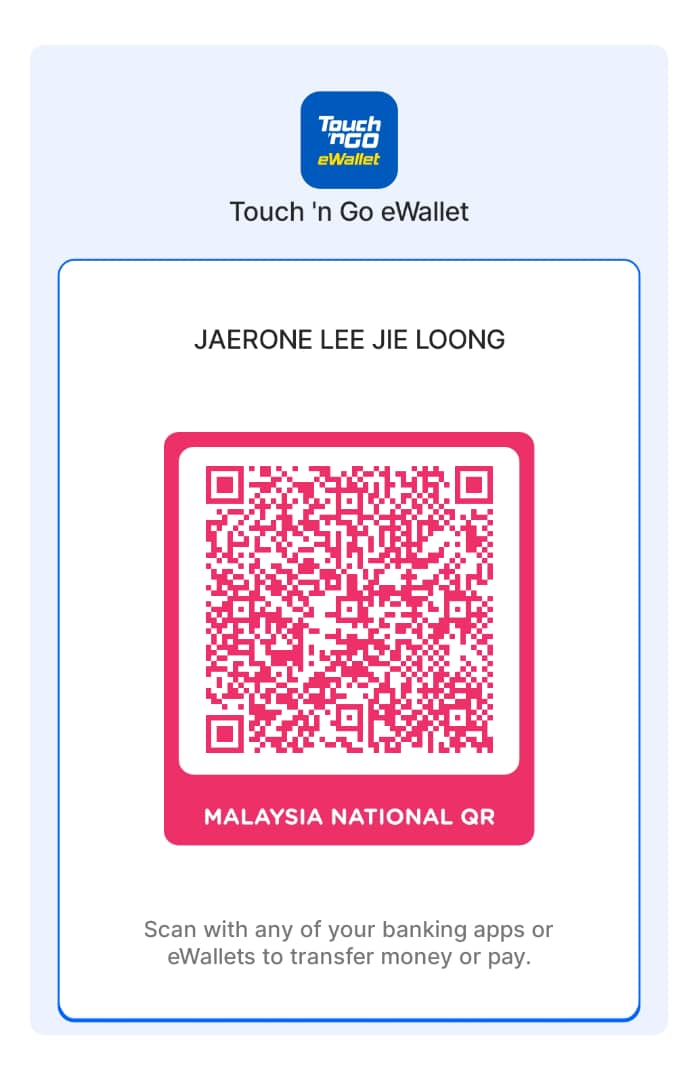 Touch
'nGO
eWallet
Touch 'n Go eWallet
JAERONE LEE JIE LOONG
MALAYSIA NATIONAL QR
Scan with any of your banking apps or
eWallets to transfer money or pay.